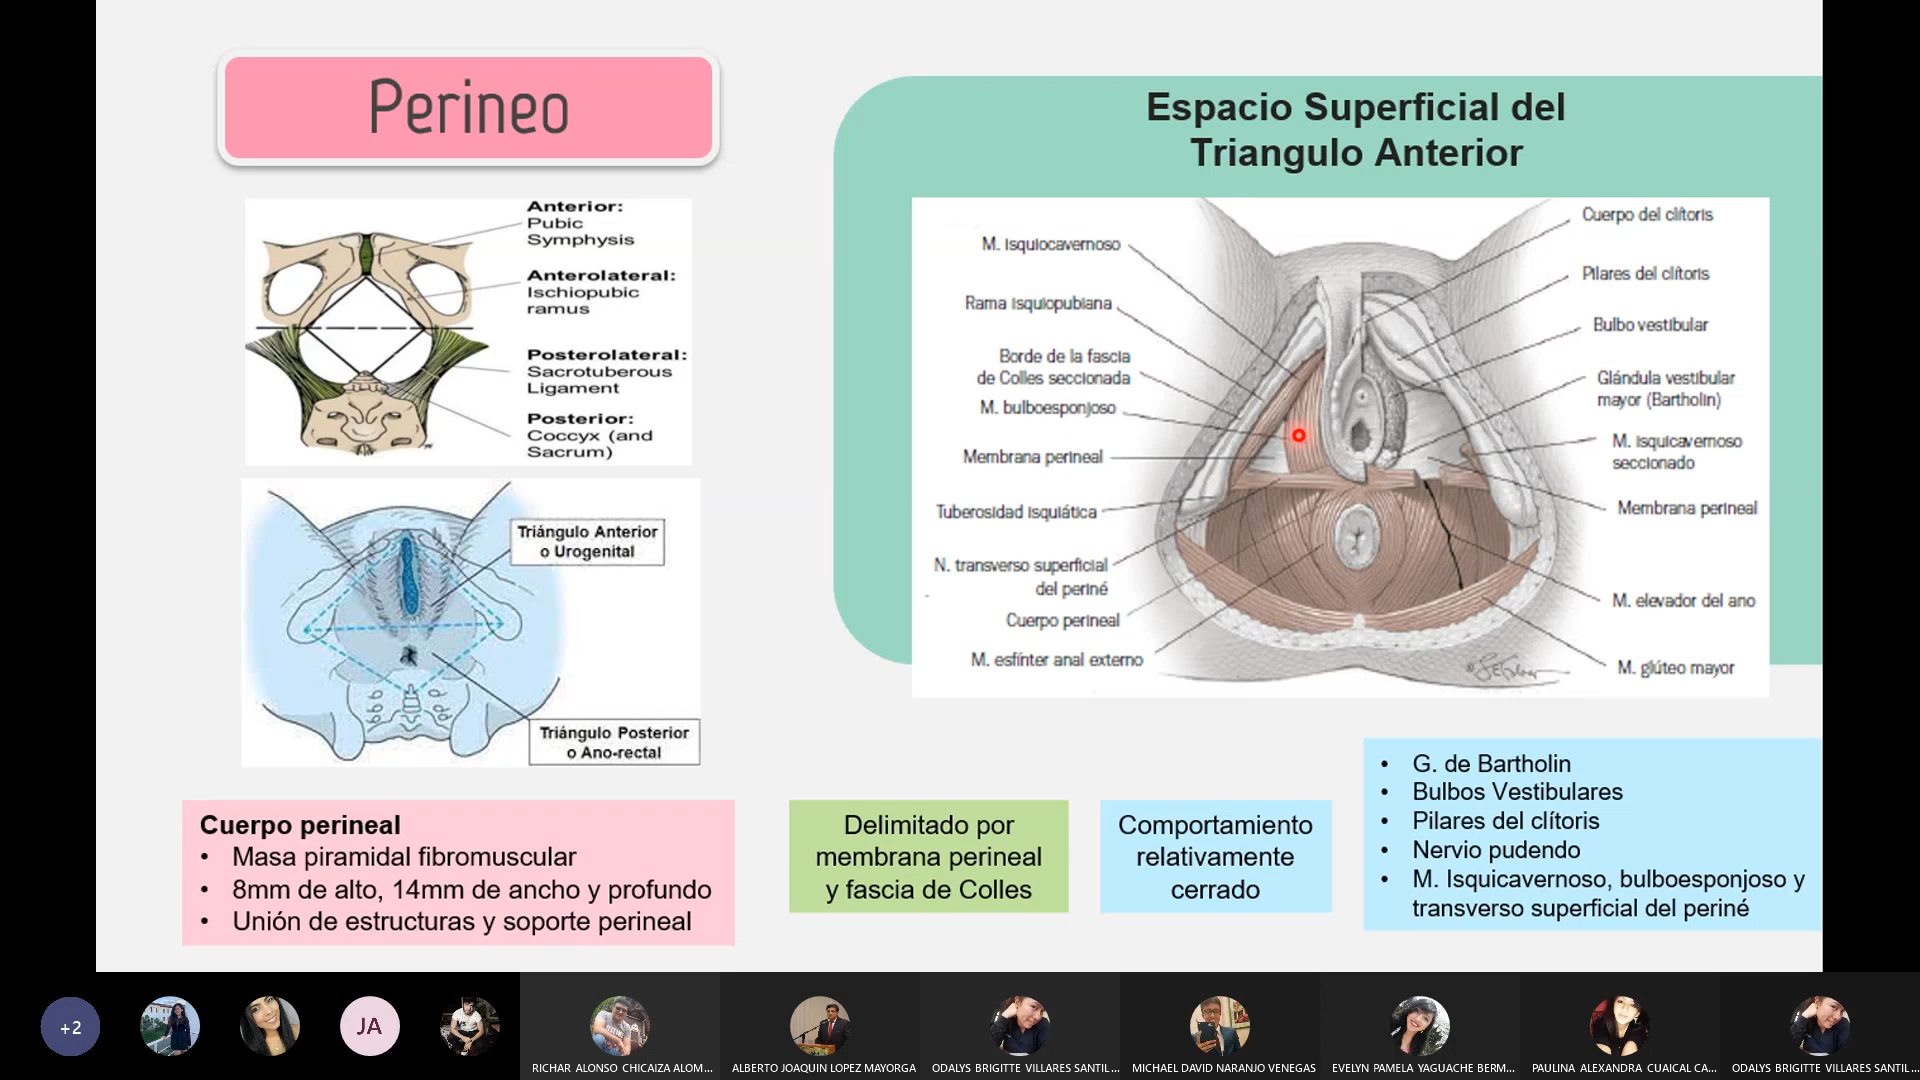 Perineo
Anterior:
Pubic
Symphysis
Anterolateral:
Ischiopubic
ramus
Posterolateral:
Sacrotuberous
Ligament
Posterior:
Coccyx (and
Sacrum)
Triángulo Anterior
o Urogenital
Triángulo Posterior
o Ano-rectal
Cuerpo perineal
• Masa piramidal fibromuscular
• 8mm de alto, 14mm de ancho y profundo
• Unión de estructuras y soporte perineal
Espacio Superficial del
Triangulo Anterior
M. isquiocavernoso
Rama isquiopubiana
Borde de la fascia
de Colles seccionada
M. bulboesponjoso
Membrana perineal
Tuberosidad isquiática
N. transverso superficial
del periné
Cuerpo perineal
M. esfínter anal externo
Cuerpo del clítoris
Pilares del clítoris
Bulbo vestibular
Glándula vestibular
mayor (Bartholin)
M. isquicavernoso
seccionado
Membrana perineal
M. elevador del ano
M. glúteo mayor
Delimitado por
membrana perineal
y fascia de Colles
Comportamiento
relativamente
cerrado
• G. de Bartholin
• Bulbos Vestibulares
• Pilares del clítoris
• Nervio pudendo
• M. Isquicavernoso, bulboesponjoso y
transverso superficial del periné
+2
JA
RICHAR ALONSO CHICAIZA ALOM...
ALBERTO JOAQUIN LOPEZ MAYORGA
ODALYS BRIGITTE VILLARES SANTIL...
MICHAEL DAVID NARANJO VENEGAS
EVELYN PAMELA YAGUACHE BERM...
PAULINA ALEXANDRA CUAICAL CA...
ODALYS BRIGITTE VILLARES SANTIL...